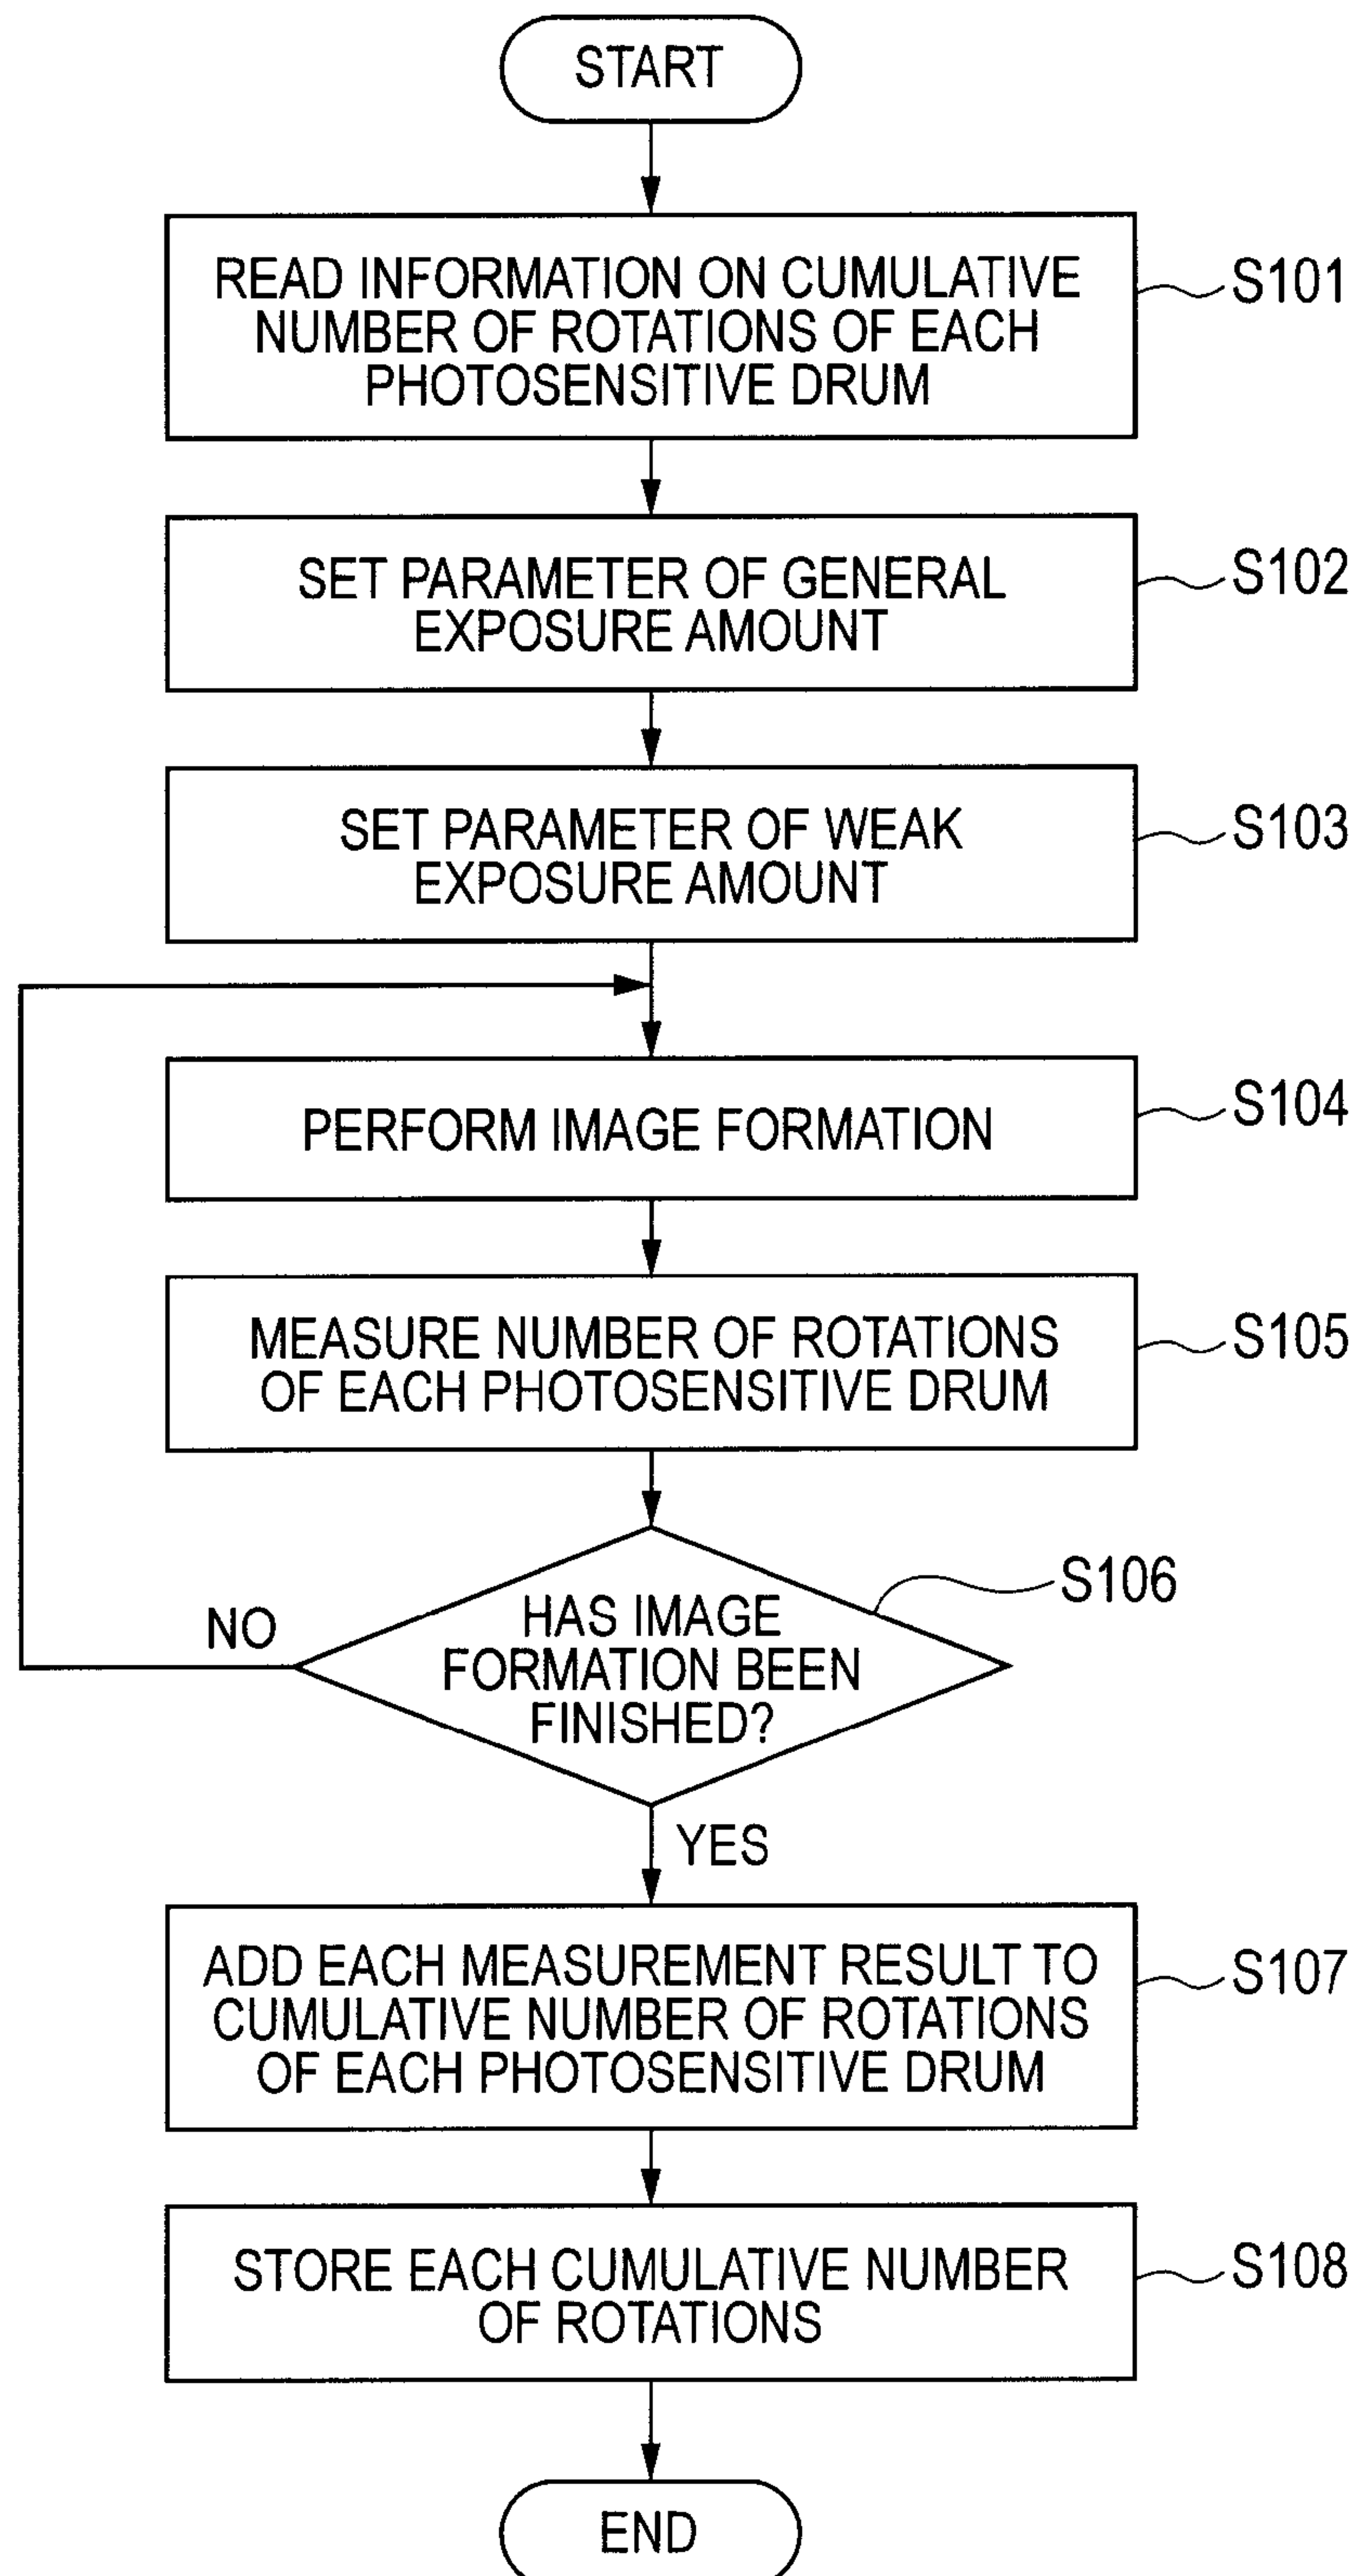 START
READ INFORMATION ON CUMULATIVE
NUMBER OF ROTATIONS OF EACH
PHOTOSENSITIVE DRUM
S101
SET PARAMETER OF GENERAL
EXPOSURE AMOUNT
S102
SET PARAMETER OF WEAK
EXPOSURE AMOUNT
S103
PERFORM IMAGE FORMATION
S104
MEASURE NUMBER OF ROTATIONS
OF EACH PHOTOSENSITIVE DRUM
S105
HAS IMAGE
FORMATION BEEN
FINISHED?
S106
NO
YES
ADD EACH MEASUREMENT RESULT TO
CUMULATIVE NUMBER OF ROTATIONS
OF EACH PHOTOSENSITIVE DRUM
S107
STORE EACH CUMULATIVE NUMBER
OF ROTATIONS
S108
END